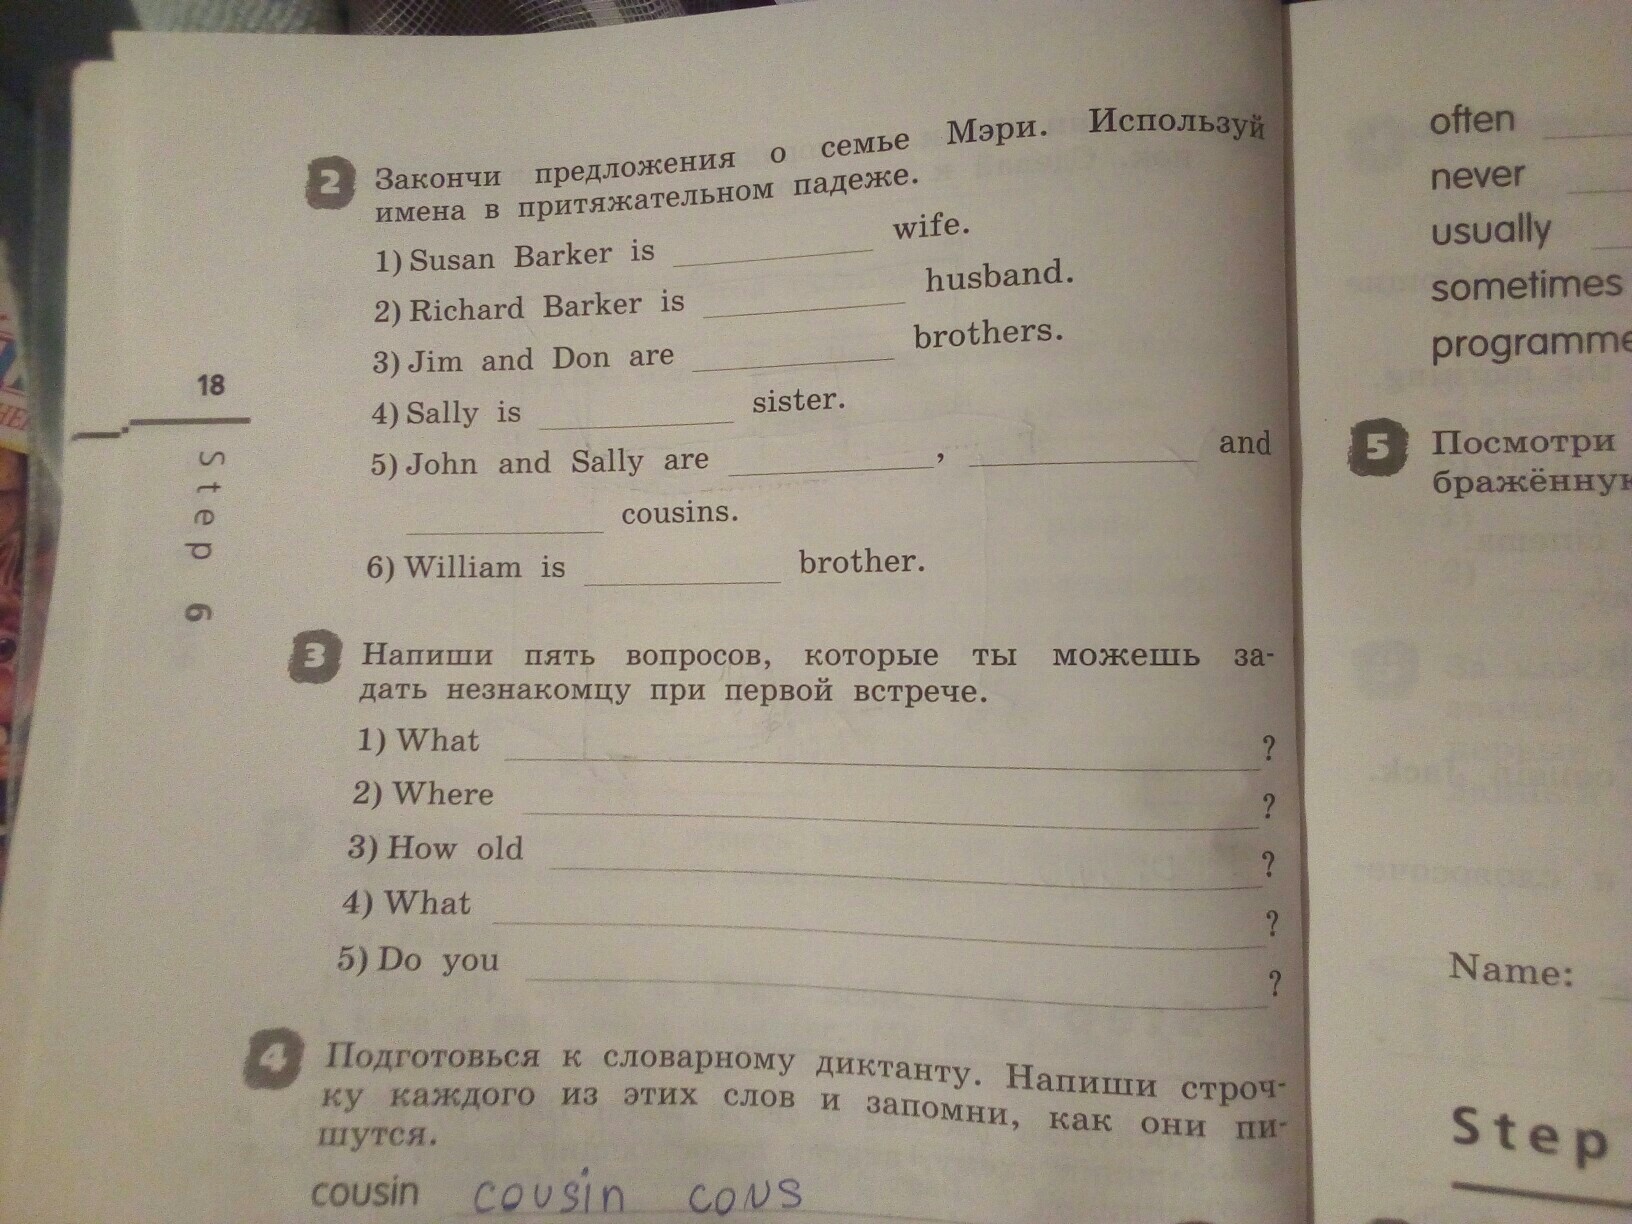 2 Закончи предложения о семье Мэри. Используй
имена в притяжательном падеже.
1) Susan Barker is wife.
2) Richard Barker is husband.
3) Jim and Don are brothers.
4) Sally is sister.
5) John and Sally are , and
cousins.
6) William is brother.
18
Step 6
3 Напиши пять вопросов, которые ты можешь за-
дать незнакомцу при первой встрече.
1) What ?
2) Where ?
3) How old ?
4) What ?
5) Do you ?
4 Подготовься к словарному диктанту. Напиши строч-
ку каждого из этих слов и запомни, как они пи-
шутся.
cousin cousin cous
often
never
usually
sometimes
programme
5 Посмотри
Name:
Step